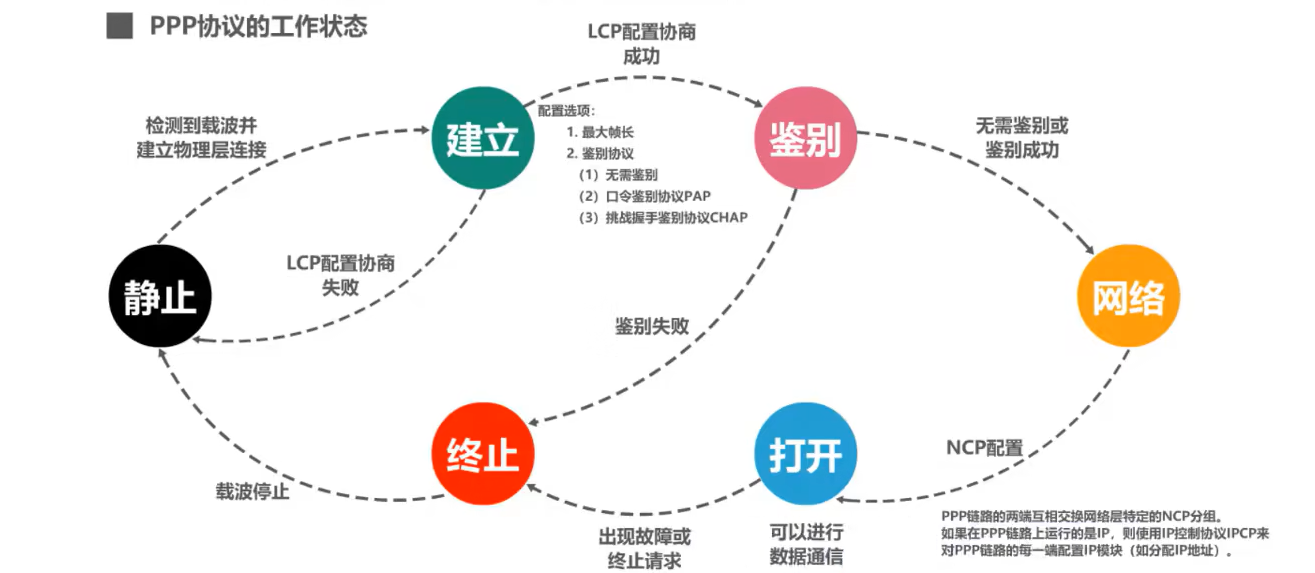 PPP协议的工作状态
LCP配置协商
成功
检测到载波并
建立物理层连接
建立
配置选项：
1. 最大帧长
2. 鉴别协议
（1）无需鉴别
（2）口令鉴别协议PAP
（3）挑战握手鉴别协议CHAP
鉴别
无需鉴别或
鉴别成功
静止
LCP配置协商
失败
鉴别失败
网络
终止
打开
NCP配置
载波停止
出现故障或
终止请求
可以进行
数据通信
PPP链路的两端互相交换网络层特定的NCP分组。
如果在PPP链路上运行的是IP，则使用IP控制协议IPCP来
对PPP链路的每一端配置IP模块（如分配IP地址）。